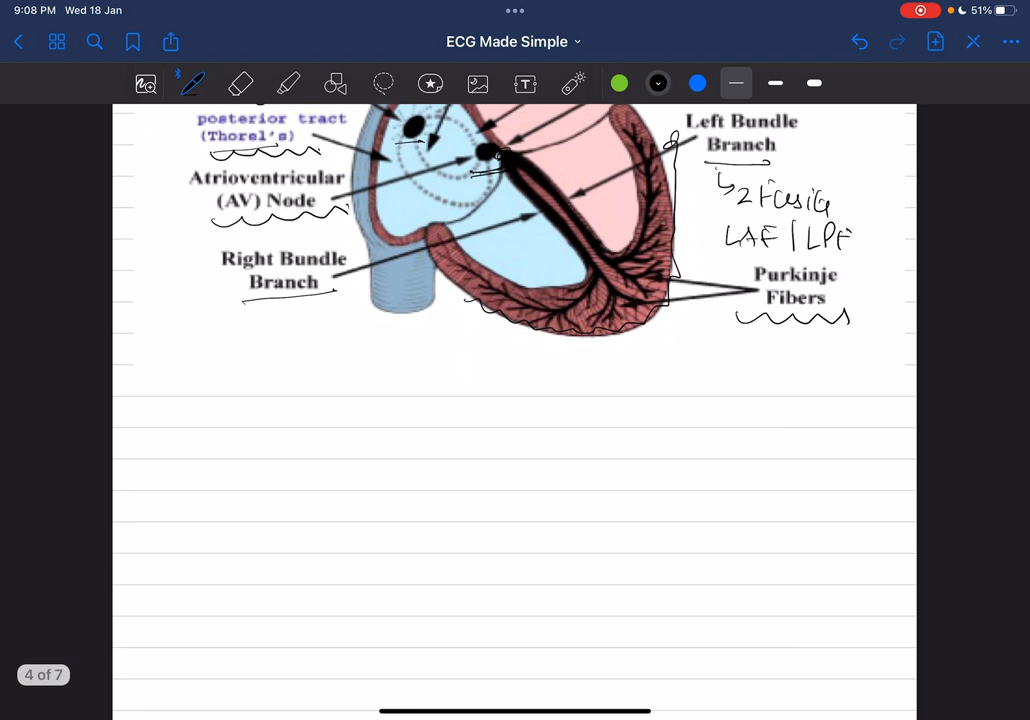 9:08 PM Wed 18 Jan
51%
ECG Made Simple
posterior tract
(Thorel's)
Atrioventricular
(AV) Node
Right Bundle
Branch
Left Bundle
Branch
2
LAF | LPF
Purkinje
Fibers
4 of 7